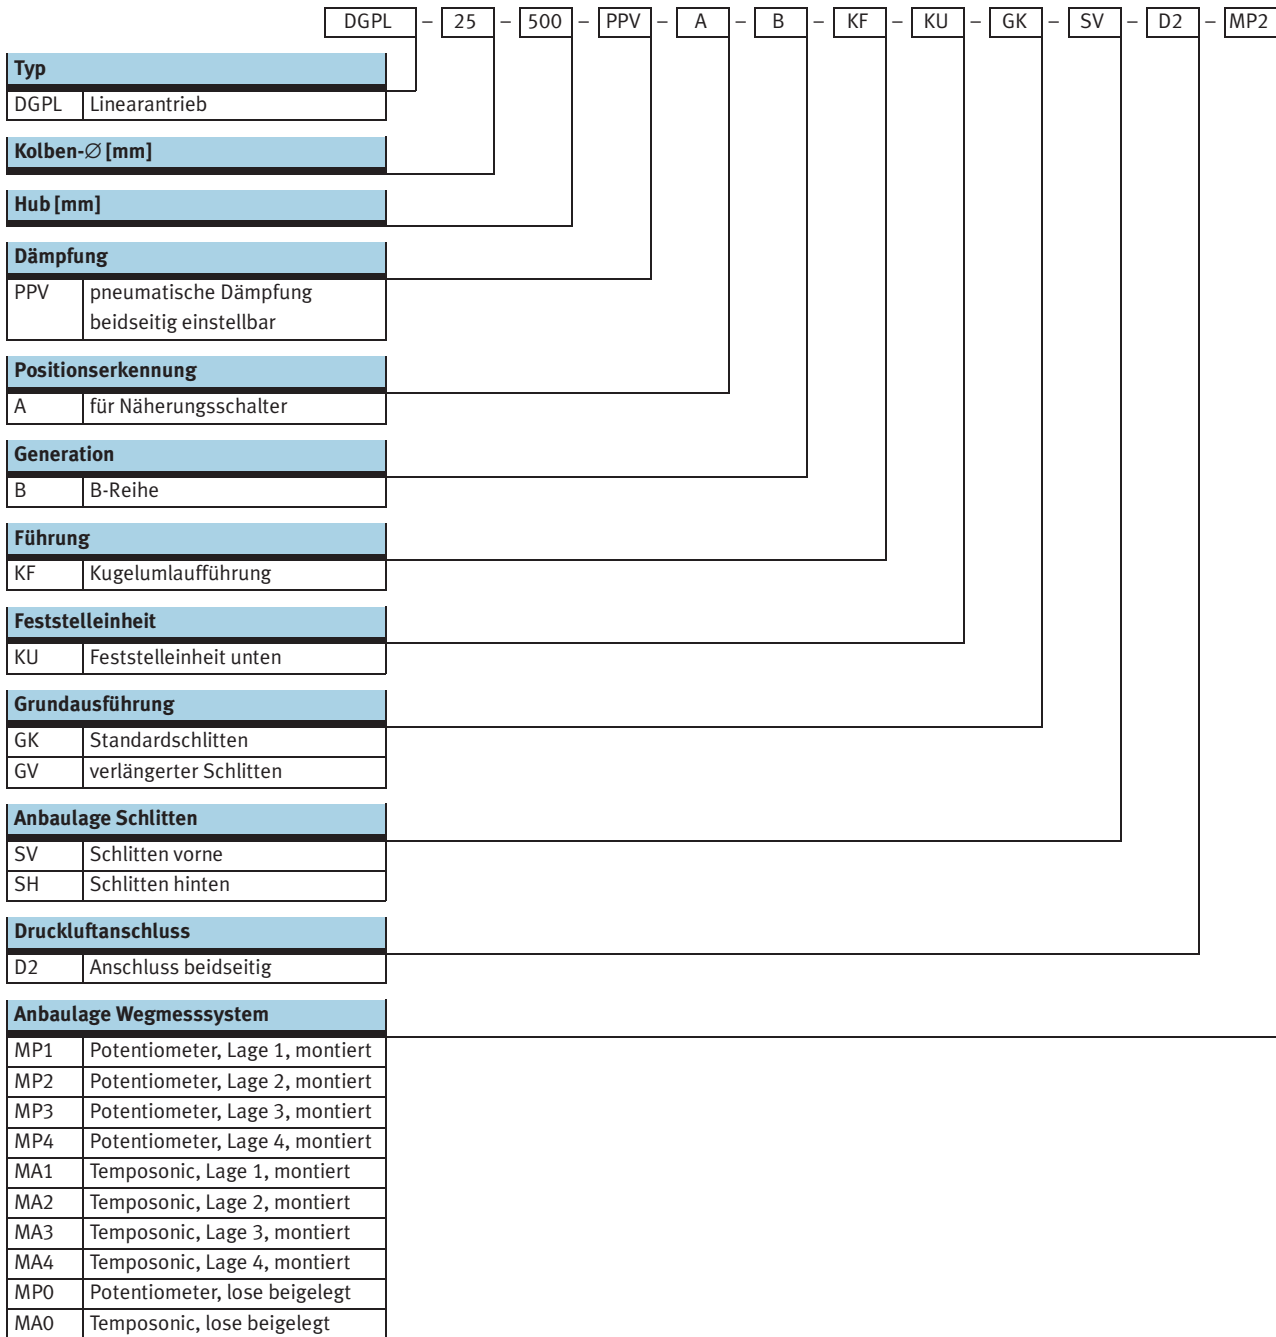 DGPL – 25 – 500 – PPV – A – B – KF – KU – GK – SV – D2 – MP2
Typ
DGPL Linearantrieb
Kolben-∅ [mm]
Hub [mm]
Dämpfung
PPV pneumatische Dämpfung
beidseitig einstellbar
Positionserkennung
A für Näherungsschalter
Generation
B B-Reihe
Führung
KF Kugelumlaufführung
Feststelleinheit
KU Feststelleinheit unten
Grundausführung
GK Standardschlitten
GV verlängerter Schlitten
Anbaulage Schlitten
SV Schlitten vorne
SH Schlitten hinten
Druckluftanschluss
D2 Anschluss beidseitig
Anbaulage Wegmesssystem
MP1 Potentiometer, Lage 1, montiert
MP2 Potentiometer, Lage 2, montiert
MP3 Potentiometer, Lage 3, montiert
MP4 Potentiometer, Lage 4, montiert
MA1 Temposonic, Lage 1, montiert
MA2 Temposonic, Lage 2, montiert
MA3 Temposonic, Lage 3, montiert
MA4 Temposonic, Lage 4, montiert
MP0 Potentiometer, lose beigelegt
MA0 Temposonic, lose beigelegt